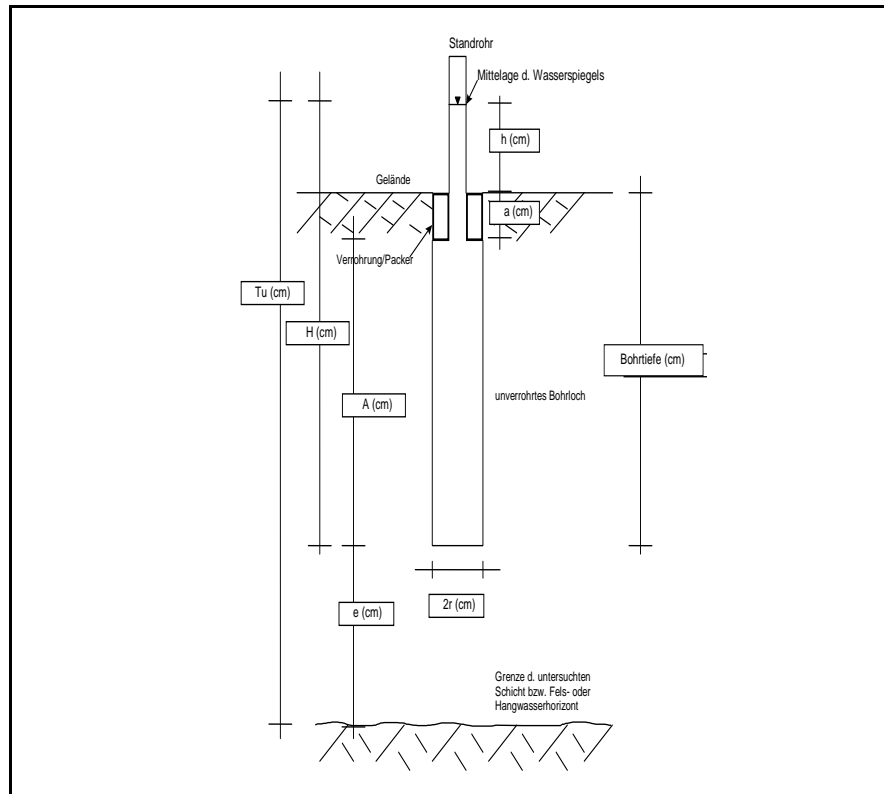 Standrohr
Mittelage d. Wasserspiegels
h (cm)
Gelände
a (cm)
Verrohrung/Packer
Tu (cm)
H (cm)
Bohrtiefe (cm)
A (cm)
unverrohrtes Bohrloch
e (cm)
2r (cm)
Grenze d. untersuchten
Schicht bzw. Fels- oder
Hangwasserhorizont